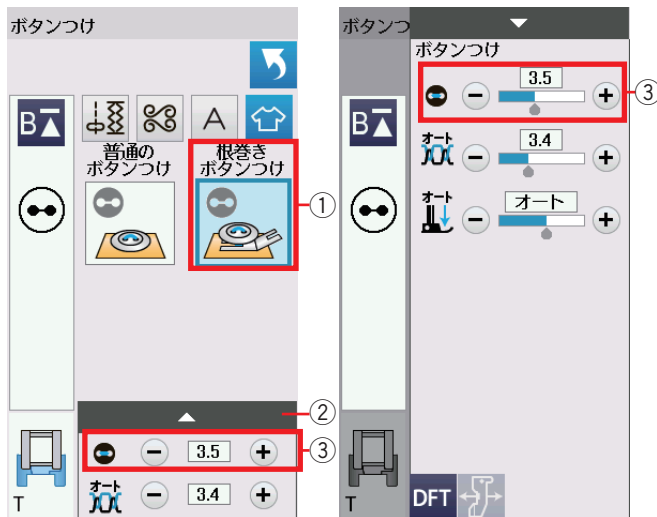 ボタンつけ
B
A
普通の
ボタンつけ
根巻き
ボタンつけ
①
②
③
3.5
オート
3.4
T
ボタンつ
ボタンつけ
3.5
③
B
オート
3.4
オート
オート
DFT
T